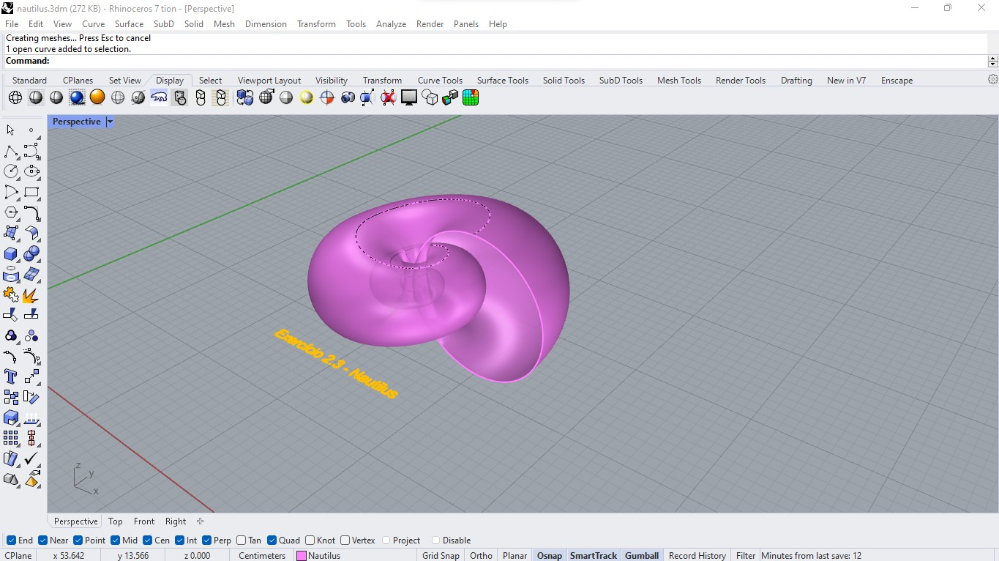 nautilus.3dm (272 KB) - Rhinoceros 7 tion - [Perspective]
File Edit View Curve Surface SubD Solid Mesh Dimension Transform Tools Analyze Render Panels Help
Creating meshes... Press Esc to cancel
1 open curve added to selection.
Command:
Standard CPlanes Set View Display Select Viewport Layout Visibility Transform Curve Tools Surface Tools Solid Tools SubD Tools Mesh Tools Render Tools Drafting New in V7 Enscape
Perspective
Exercício 2.3 - Nautilus
z
y
x
Perspective Top Front Right
End Near Point Mid Cen Int Perp Tan Quad Knot Vertex Project Disable
CPlane x 53.642 y 13.566 z 0.000 Centimeters Nautilus Grid Snap Ortho Planar Osnap SmartTrack Gumball Record History Filter Minutes from last save: 12